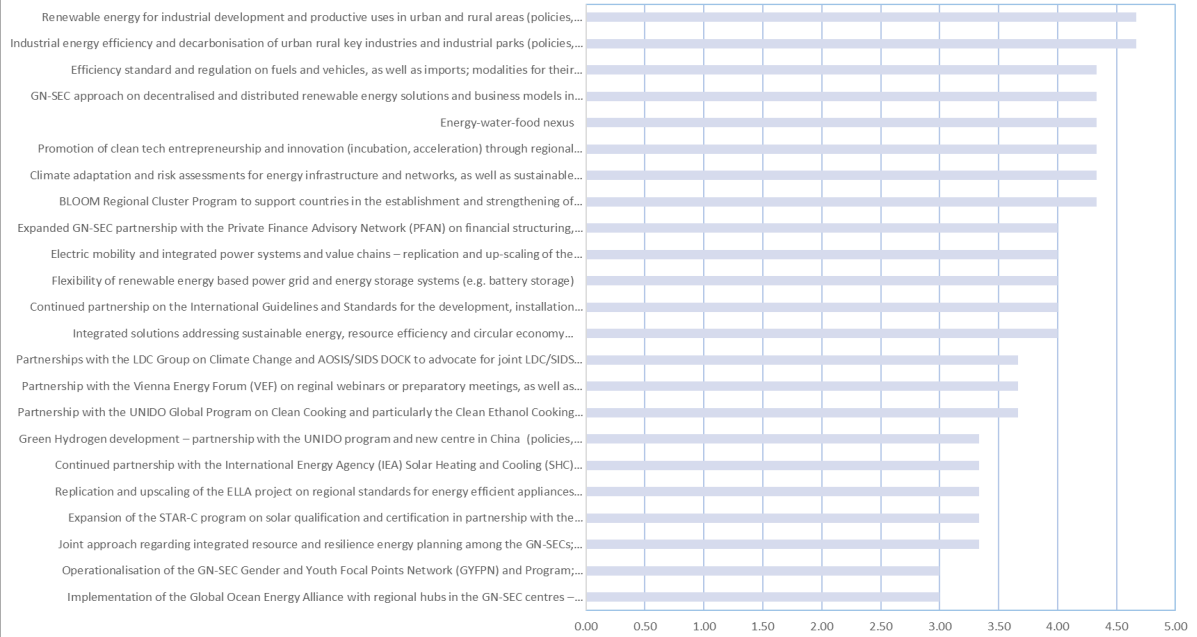 Renewable energy for industrial development and productive uses in urban and rural areas (policies,…
Industrial energy efficiency and decarbonisation of urban rural key industries and industrial parks (policies,…
Efficiency standard and regulation on fuels and vehicles, as well as imports; modalities for their…
GN-SEC approach on decentralised and distributed renewable energy solutions and business models in…
Energy-water-food nexus
Promotion of clean tech entrepreneurship and innovation (incubation, acceleration) through regional…
Climate adaptation and risk assessments for energy infrastructure and networks, as well as sustainable…
BLOOM Regional Cluster Program to support countries in the establishment and strengthening of…
Expanded GN-SEC partnership with the Private Finance Advisory Network (PFAN) on financial structuring,…
Electric mobility and integrated power systems and value chains – replication and up-scaling of the…
Flexibility of renewable energy based power grid and energy storage systems (e.g. battery storage)
Continued partnership on the International Guidelines and Standards for the development, installation…
Integrated solutions addressing sustainable energy, resource efficiency and circular economy…
Partnerships with the LDC Group on Climate Change and AOSIS/SIDS DOCK to advocate for joint LDC/SIDS…
Partnership with the Vienna Energy Forum (VEF) on reginal webinars or preparatory meetings, as well as…
Partnership with the UNIDO Global Program on Clean Cooking and particularly the Clean Ethanol Cooking…
Green Hydrogen development – partnership with the UNIDO program and new centre in China (policies,…
Continued partnership with the International Energy Agency (IEA) Solar Heating and Cooling (SHC)…
Replication and upscaling of the ELLA project on regional standards for energy efficient appliances…
Expansion of the STAR-C program on solar qualification and certification in partnership with the…
Joint approach regarding integrated resource and resilience energy planning among the GN-SECs;…
Operationalisation of the GN-SEC Gender and Youth Focal Points Network (GYFPN) and Program;…
Implementation of the Global Ocean Energy Alliance with regional hubs in the GN-SEC centres –…
0.00 0.50 1.00 1.50 2.00 2.50 3.00 3.50 4.00 4.50 5.00